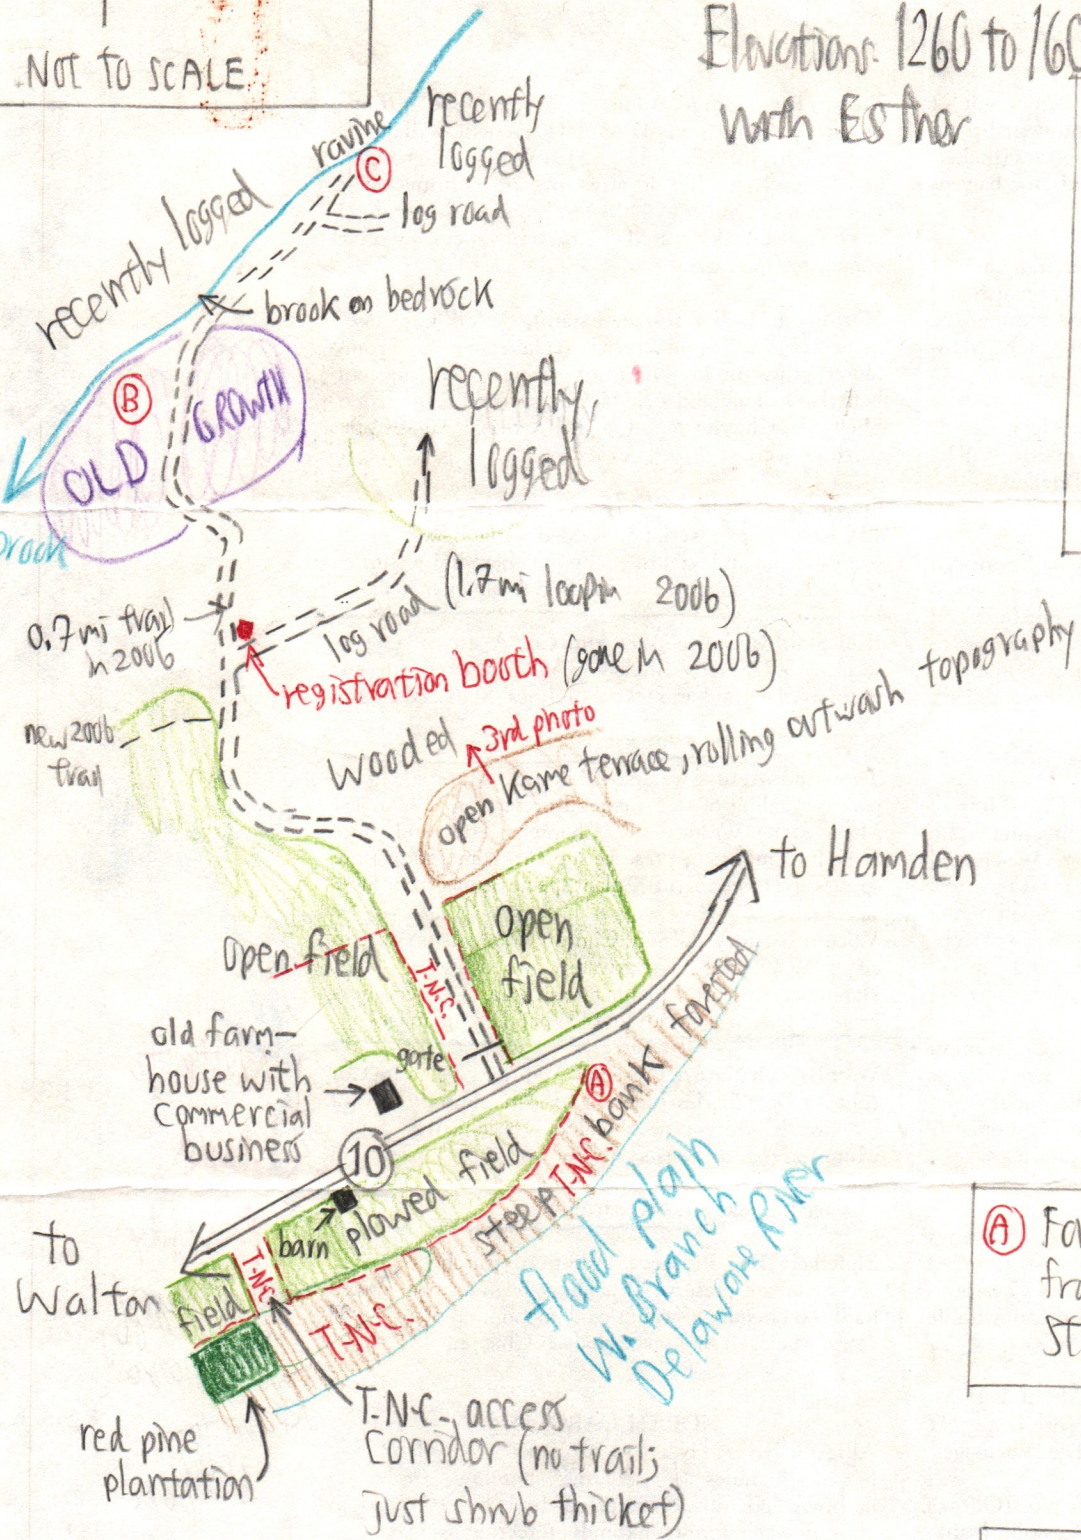 NOT TO SCALE
Elevations: 1260 to
with Esther
recently
logged
ravine
C
log road
recently logged
brook on bedrock
B
OLD
GROWTH
recently
logged
brook
0.7 mi trail
in 2006
log road
(1.7 mi loop in 2006)
registration booth (gone in 2006)
new 2006
trail
wooded
3rd photo
open Kame terrace, rolling outwash topography
to Hamden
open
field
open field
T.N.C.
forested
old farm-
house with
commercial
business
gate
A
10
plowed field
barn
steep
T.N.C.
bank
flood plain
W. Branch
Delaware River
to
Walton
field
T.N.C.
T.N.C.
A
T.N.C. access
corridor (no trail;
just shrub thicket)
red pine
plantation